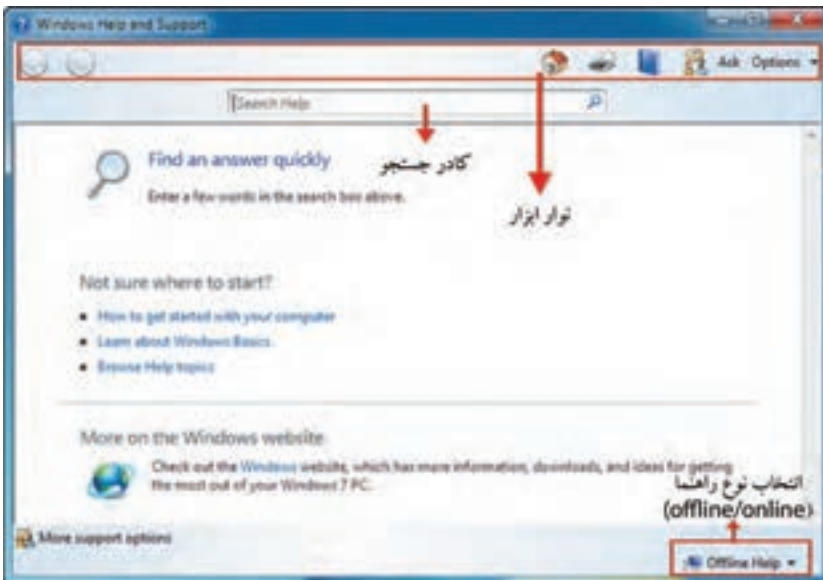 Windows Help and Support
Ask Options
Search Help
Find an answer quickly
Enter a few words in the search box above.
کادر جستجو
نوار ابزار
Not sure where to start?
How to get started with your computer
Learn about Windows Basics
Browse Help topics
More on the Windows website
Check out the Windows website, which has more information, downloads, and ideas for getting
the most out of your Windows 7 PC.
انتخاب نوع راهنما
(offline/online)
More support options
Offline Help